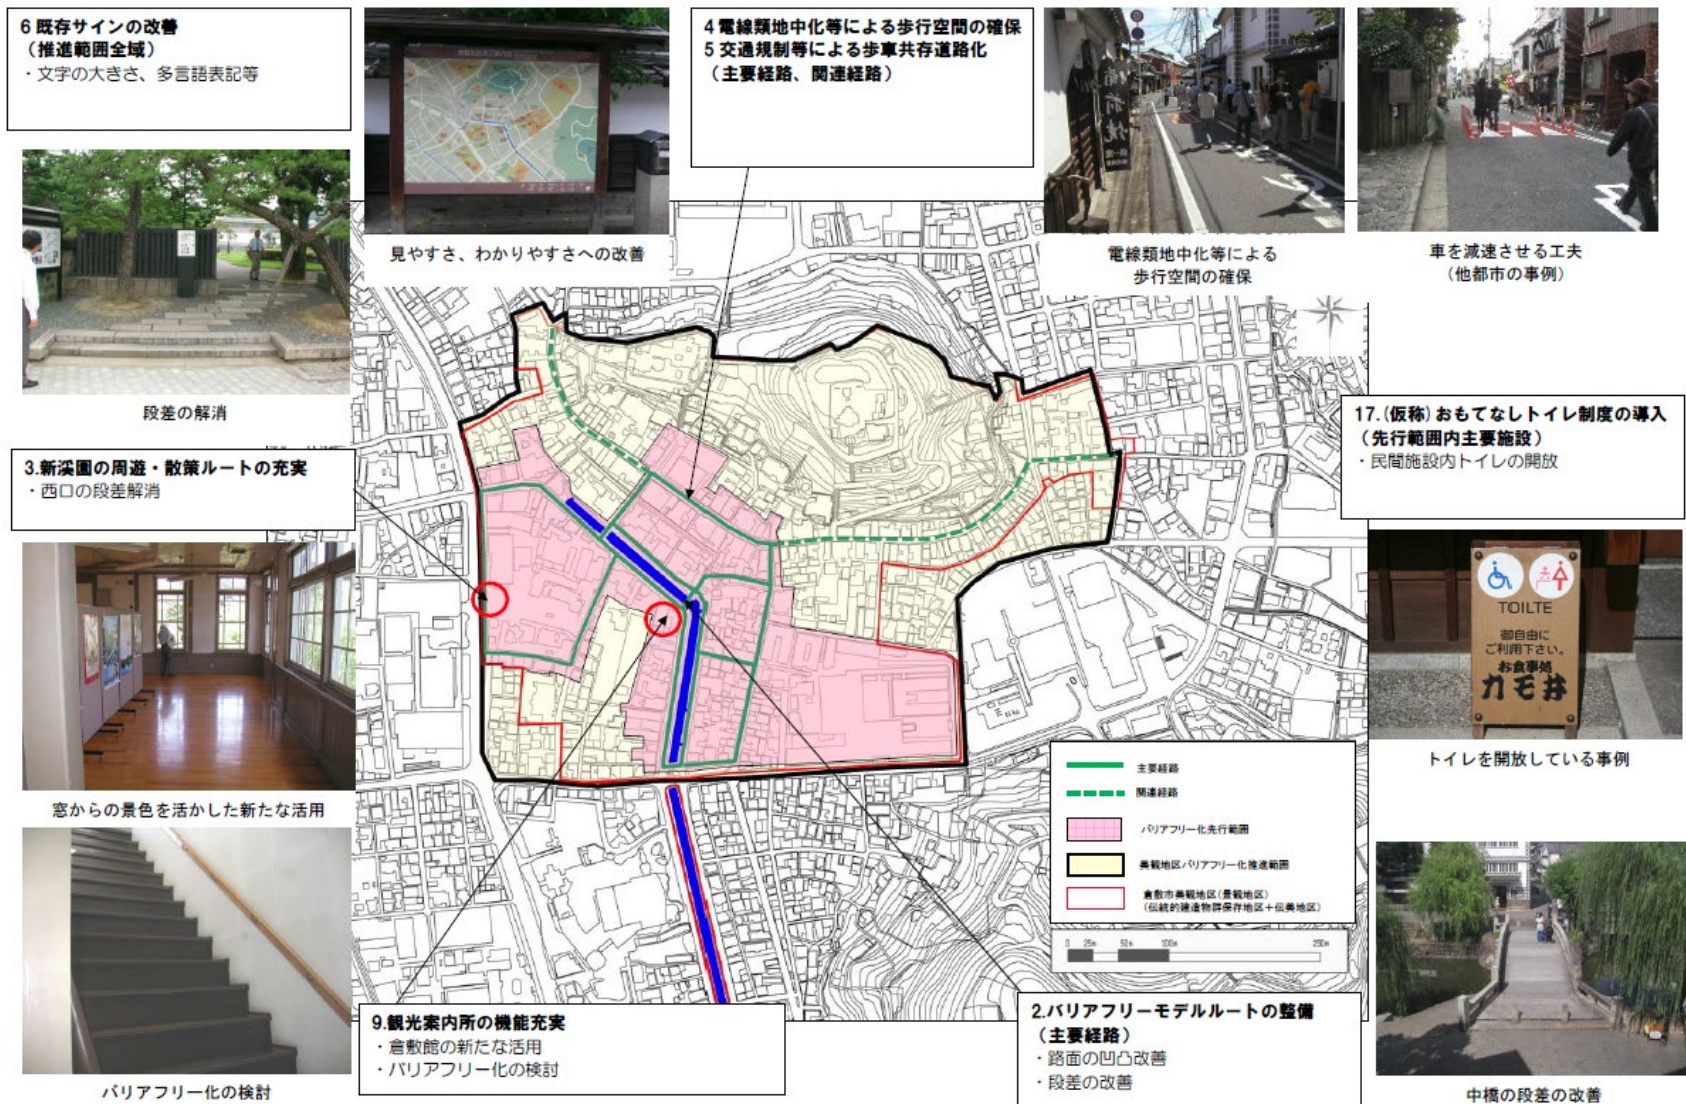 6 既存サインの改善
（推進範囲全域）
・文字の大きさ、多言語表記等
見やすさ、わかりやすさへの改善
4 電線類地中化等による歩行空間の確保
5 交通規制等による歩車共存道路化
（主要経路、関連経路）
電線類地中化等による
歩行空間の確保
車を減速させる工夫
（他都市の事例）
段差の解消
3.新溪園の周遊・散策ルートの充実
・西口の段差解消
窓からの景色を活かした新たな活用
バリアフリー化の検討
17.(仮称)おもてなしトイレ制度の導入
（先行範囲内主要施設）
・民間施設内トイレの開放
TOILTE
御自由に
ご利用下さい。
お食事処
カモ井
トイレを開放している事例
主要経路
関連経路
バリアフリー化先行範囲
美観地区バリアフリー化推進範囲
倉敷市美観地区(景観地区)
(伝統的建造物群保存地区＋伝美地区)
0 25m 50m 100m 250m
9.観光案内所の機能充実
・倉敷館の新たな活用
・バリアフリー化の検討
2.バリアフリーモデルルートの整備
（主要経路）
・路面の凹凸改善
・段差の改善
中橋の段差の改善